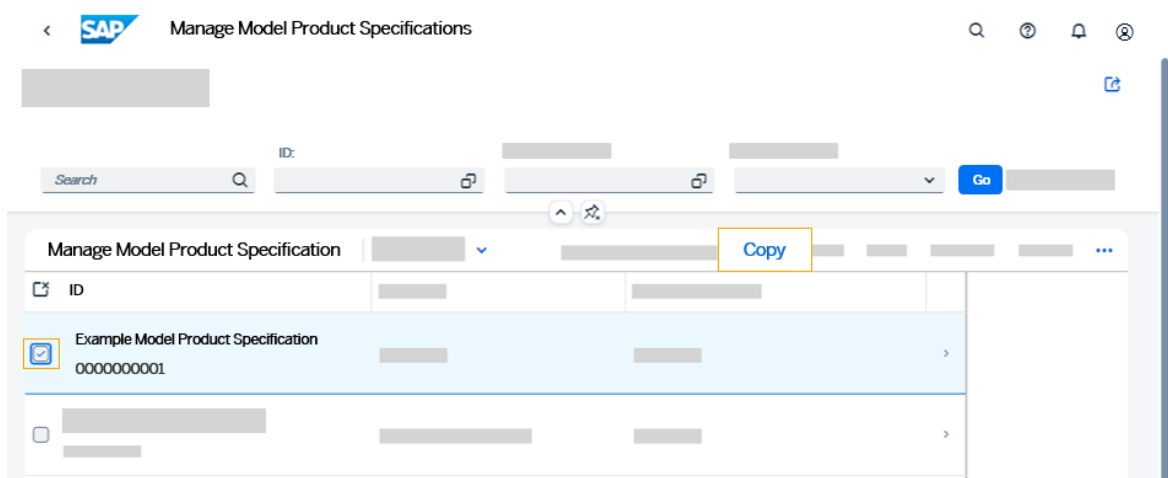 SAP Manage Model Product Specifications
ID:
Search
Go
Manage Model Product Specification
Copy
ID
Example Model Product Specification
0000000001